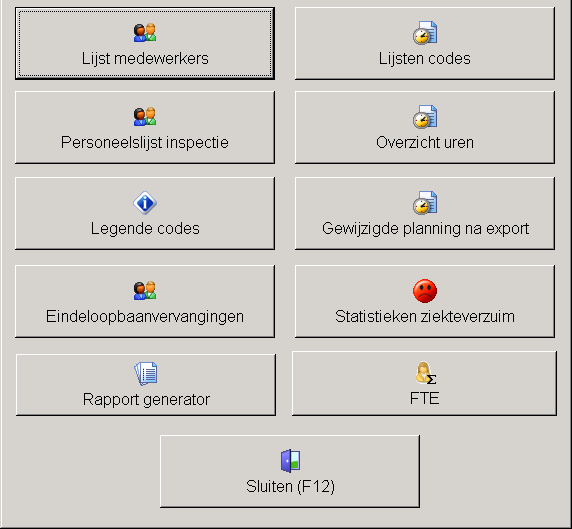 Lijst medewerkers
Lijsten codes
Personeelslijst inspectie
Overzicht uren
Legende codes
Gewijzigde planning na export
Eindeloopbaanvervangingen
Statistieken ziekteverzuim
Rapport generator
FTE
Sluiten (F12)